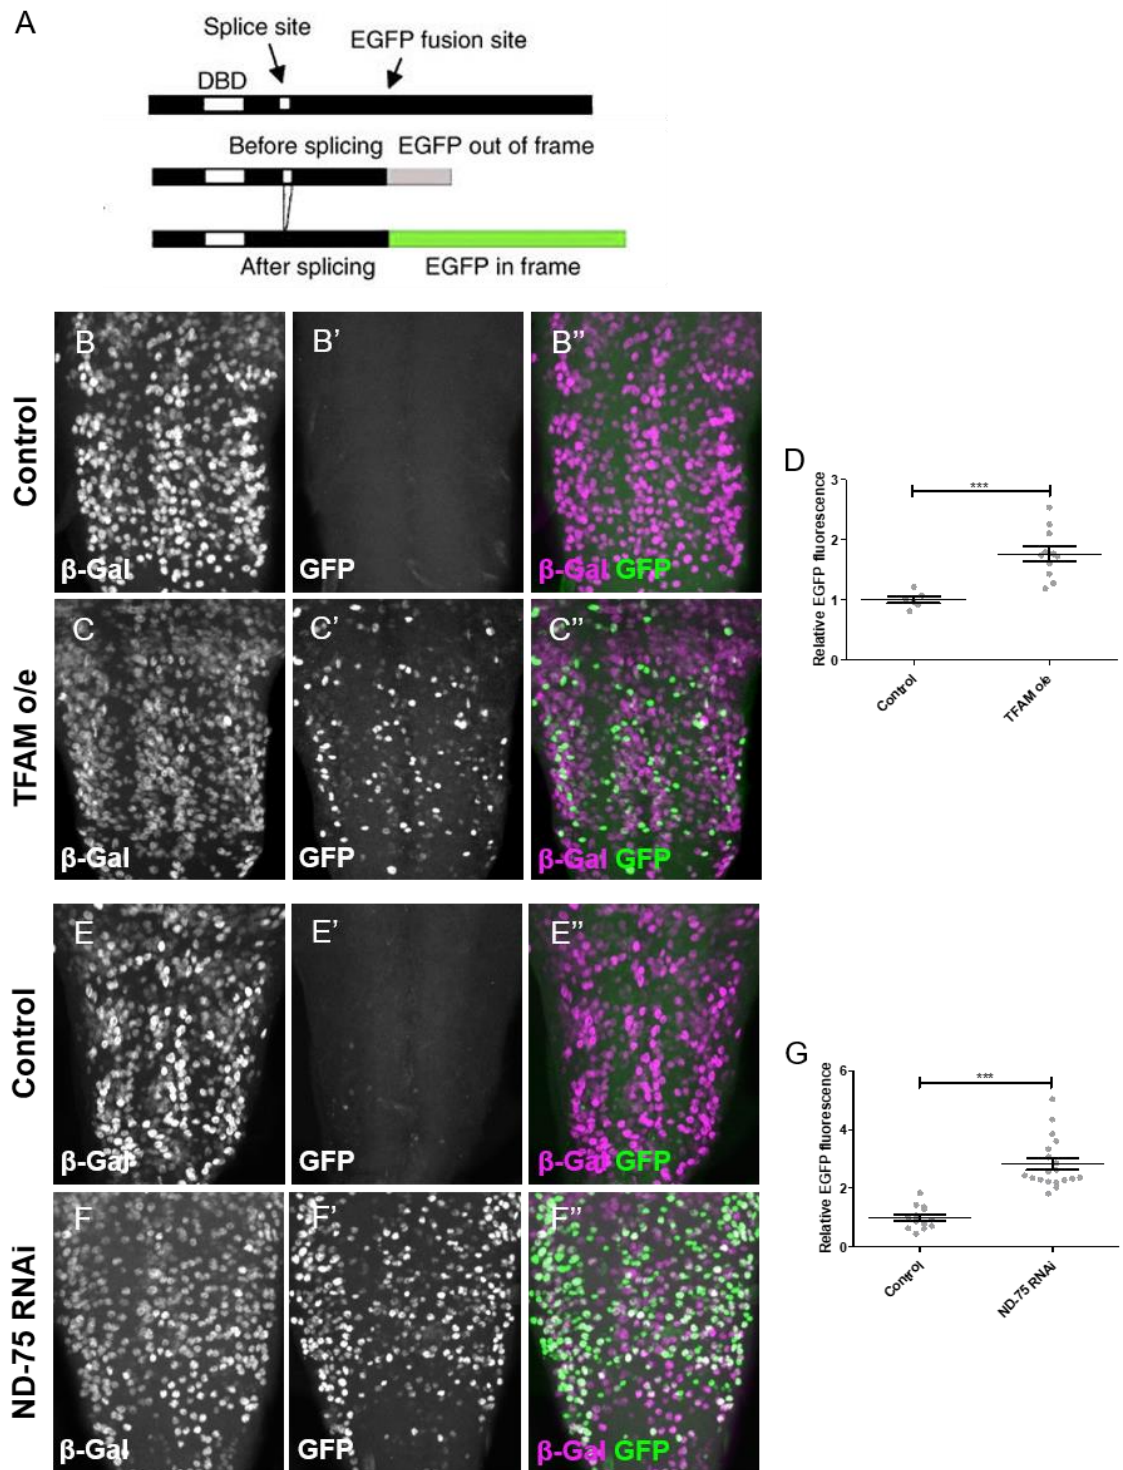 A
Splice site
EGFP fusion site
DBD
Before splicing EGFP out of frame
After splicing EGFP in frame
Control
B
β-Gal
B’
GFP
B’’
β-Gal GFP
TFAM o/e
C
β-Gal
C’
GFP
C’’
β-Gal GFP
D
Relative EGFP fluorescence
3
2
1
0
***
Control
TFAM o/e
Control
E
β-Gal
E’
GFP
E’’
β-Gal GFP
ND-75 RNAi
F
β-Gal
F’
GFP
F’’
β-Gal GFP
G
Relative EGFP fluorescence
6
4
2
0
***
Control
ND-75 RNAi